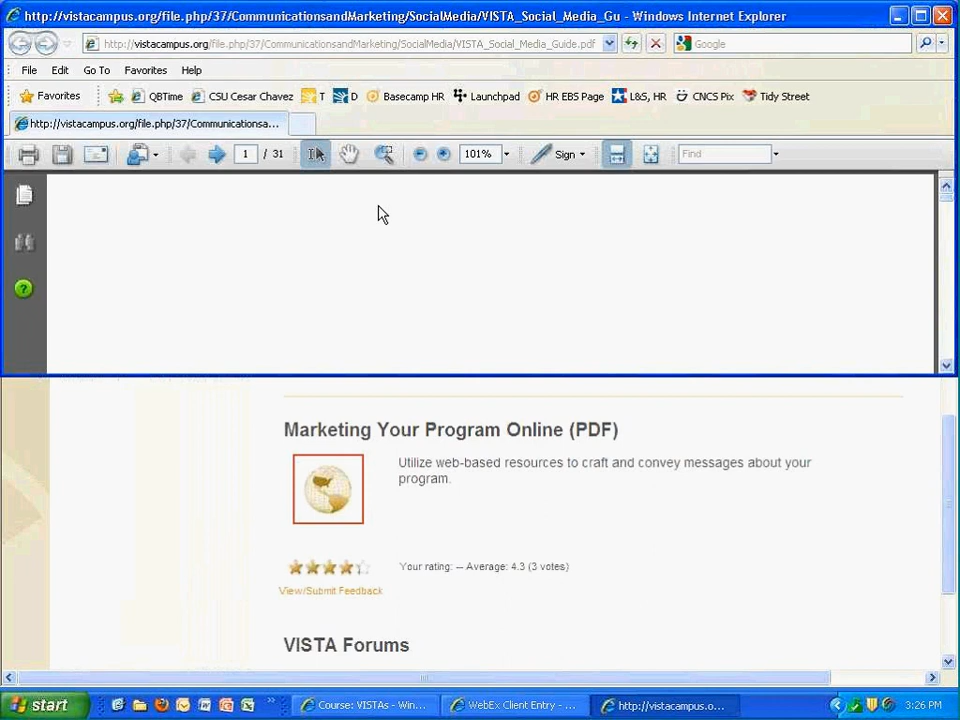 http://vistacampus.org/file.php/37/CommunicationsandMarketing/SocialMedia/VISTA_Social_Media_Gu - Windows Internet Explorer
http://vistacampus.org/file.php/37/CommunicationsandMarketing/SocialMedia/VISTA_Social_Media_Guide.pdf
Google
File Edit Go To Favorites Help
Favorites QBTime CSU Cesar Chavez T D Basecamp HR Launchpad HR EBS Page L&S, HR CNCS Pix Tidy Street
http://vistacampus.org/file.php/37/Communicationsa...
1 / 31 101% Sign Find
Marketing Your Program Online (PDF)
Utilize web-based resources to craft and convey messages about your
program.
Your rating: -- Average: 4.3 (3 votes)
View/Submit Feedback
VISTA Forums
start Course: VISTAs - Win... WebEx Client Entry - ... http://vistacampus.o... 3:26 PM